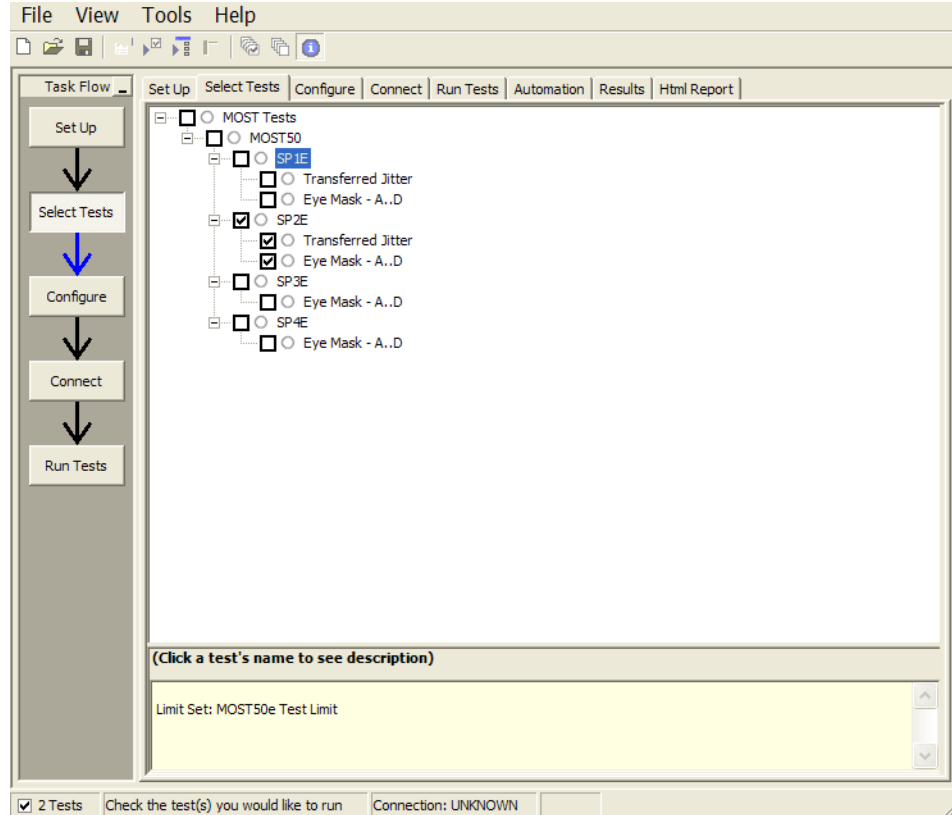 File View Tools Help
Task Flow
Set Up
Select Tests
Configure
Connect
Run Tests
Set Up Select Tests Configure Connect Run Tests Automation Results Html Report
MOST Tests
MOST50
SP1E
Transferred Jitter
Eye Mask - A..D
SP2E
Transferred Jitter
Eye Mask - A..D
SP3E
Eye Mask - A..D
SP4E
Eye Mask - A..D
(Click a test's name to see description)
Limit Set: MOST50e Test Limit
2 Tests Check the test(s) you would like to run Connection: UNKNOWN